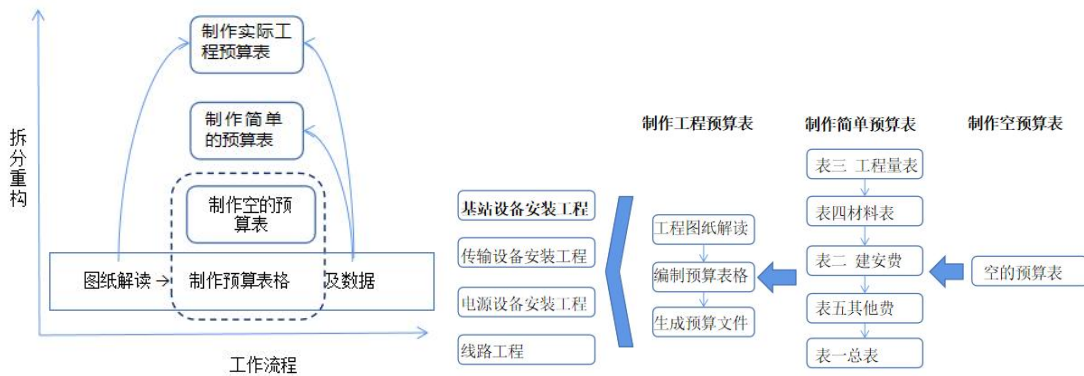 制作实际工
程预算表
制作简单
的预算表
制作空的预
算表
图纸解读→
制作预算表格
及数据
拆分重构
工作流程
制作工程预算表
制作简单预算表
制作空预算表
基站设备安装工程
传输设备安装工程
电源设备安装工程
线路工程
工程图纸解读
编制预算表格
生成预算文件
表三 工程量表
表四材料表
表二 建安费
表五其他费
表一总表
空的预算表